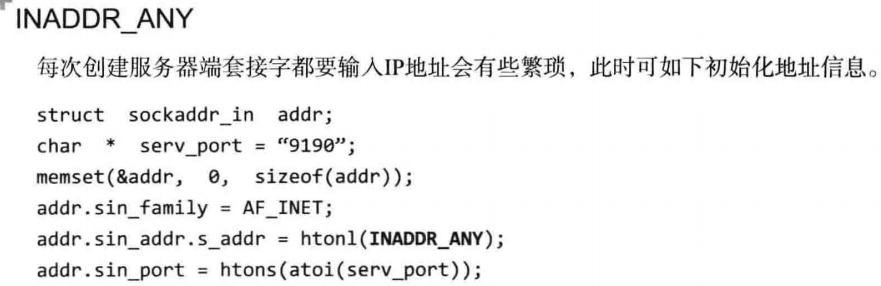 INADDR_ANY
每次创建服务器端套接字都要输入IP地址会有些繁琐，此时可如下初始化地址信息。
struct sockaddr_in addr;
char * serv_port = “9190”;
memset(&addr, 0, sizeof(addr));
addr.sin_family = AF_INET;
addr.sin_addr.s_addr = htonl(INADDR_ANY);
addr.sin_port = htons(atoi(serv_port));